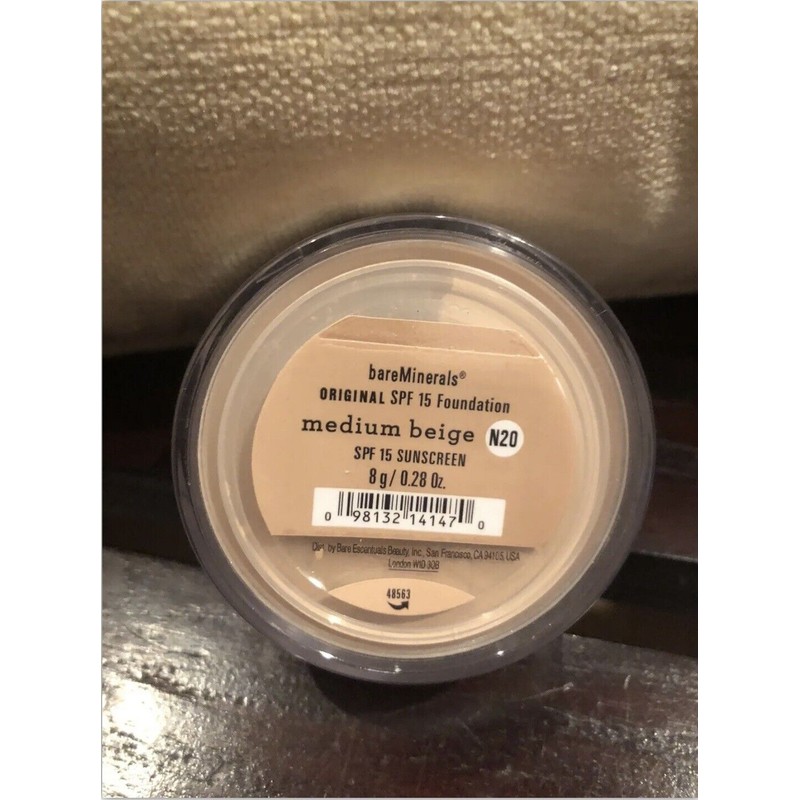 bareMinerals®
ORIGINAL SPF 15 Foundation
medium beige N20
SPF 15 SUNSCREEN
8 g / 0.28 Oz.
0 98132 14147 0
Dist. by Bare Escentuals Beauty, Inc., San Francisco, CA 94105, USA
London W1D 3QB
48563